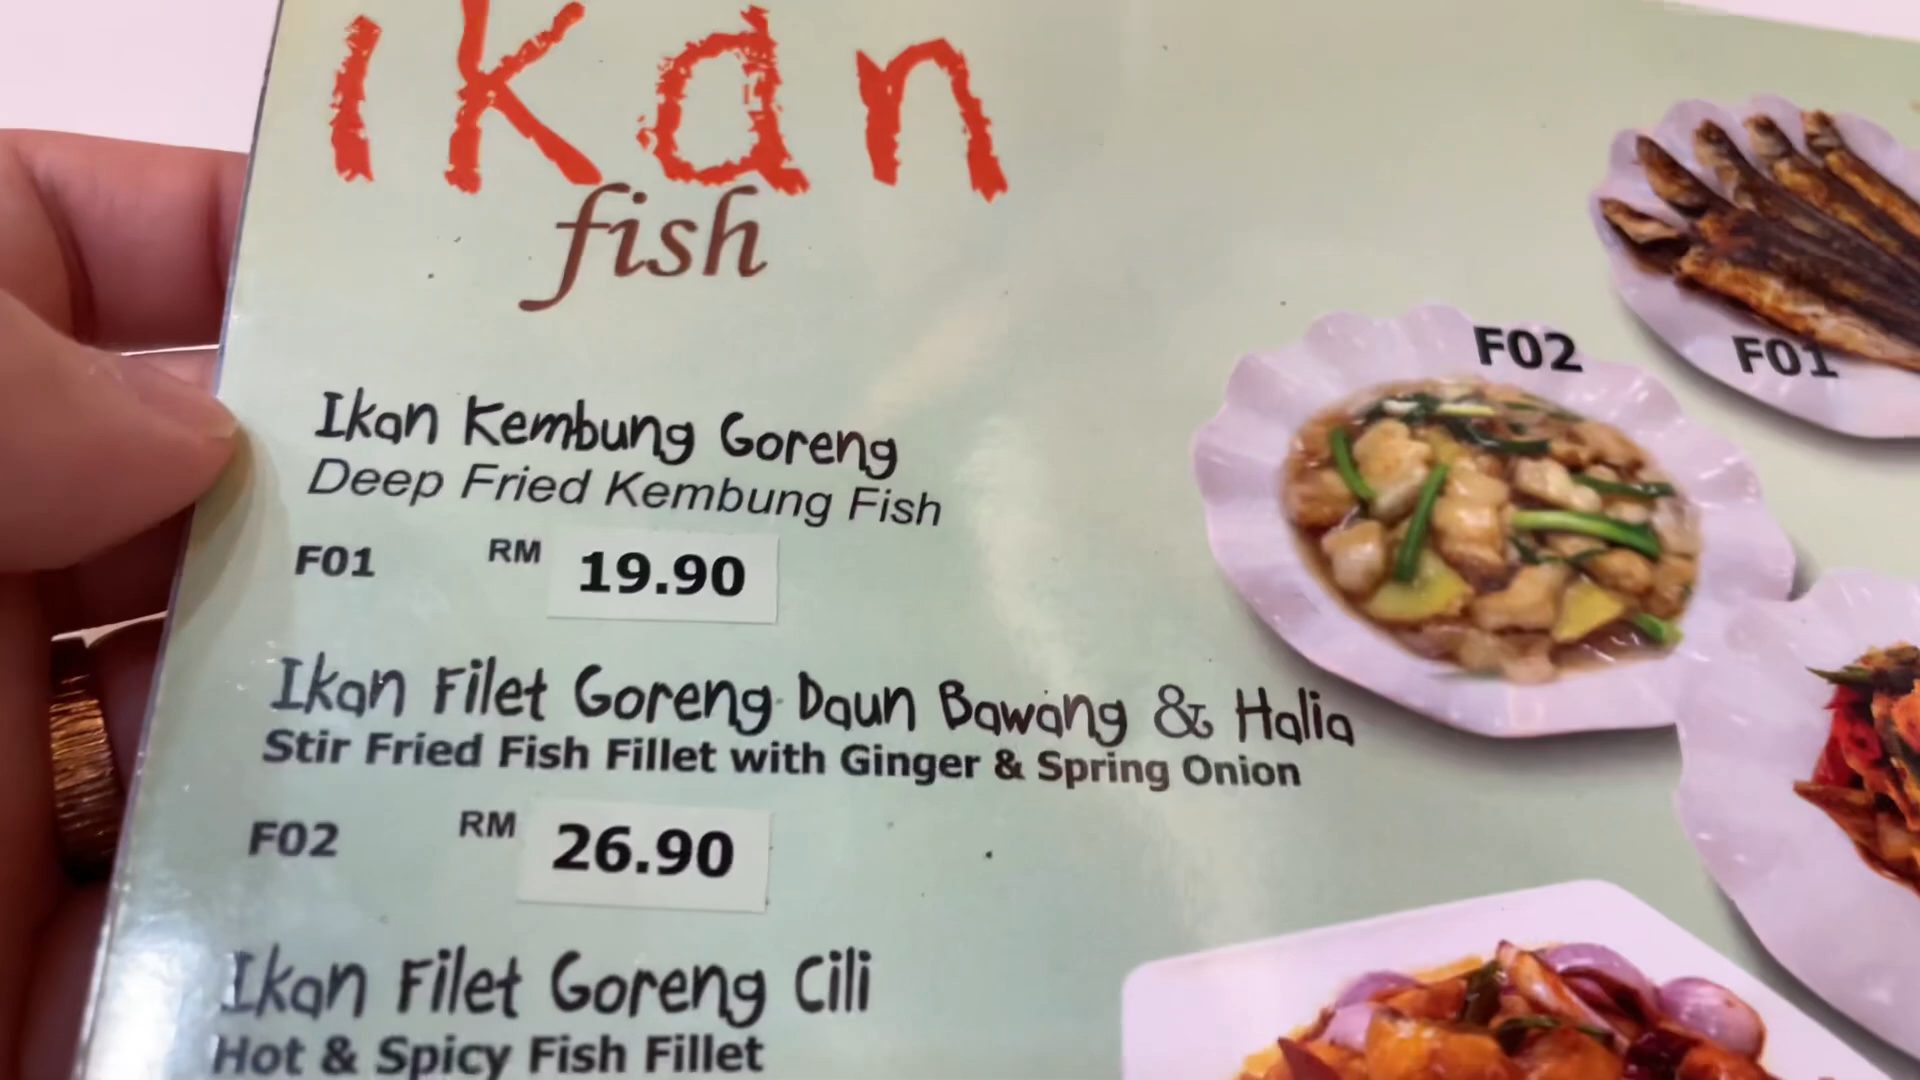 Ikan
fish
Ikan Kembung Goreng
Deep Fried Kembung Fish
F01 RM 19.90
Ikan Filet Goreng Daun Bawang & Halia
Stir Fried Fish Fillet with Ginger & Spring Onion
F02 RM 26.90
Ikan Filet Goreng Cili
Hot & Spicy Fish Fillet
F02
F01